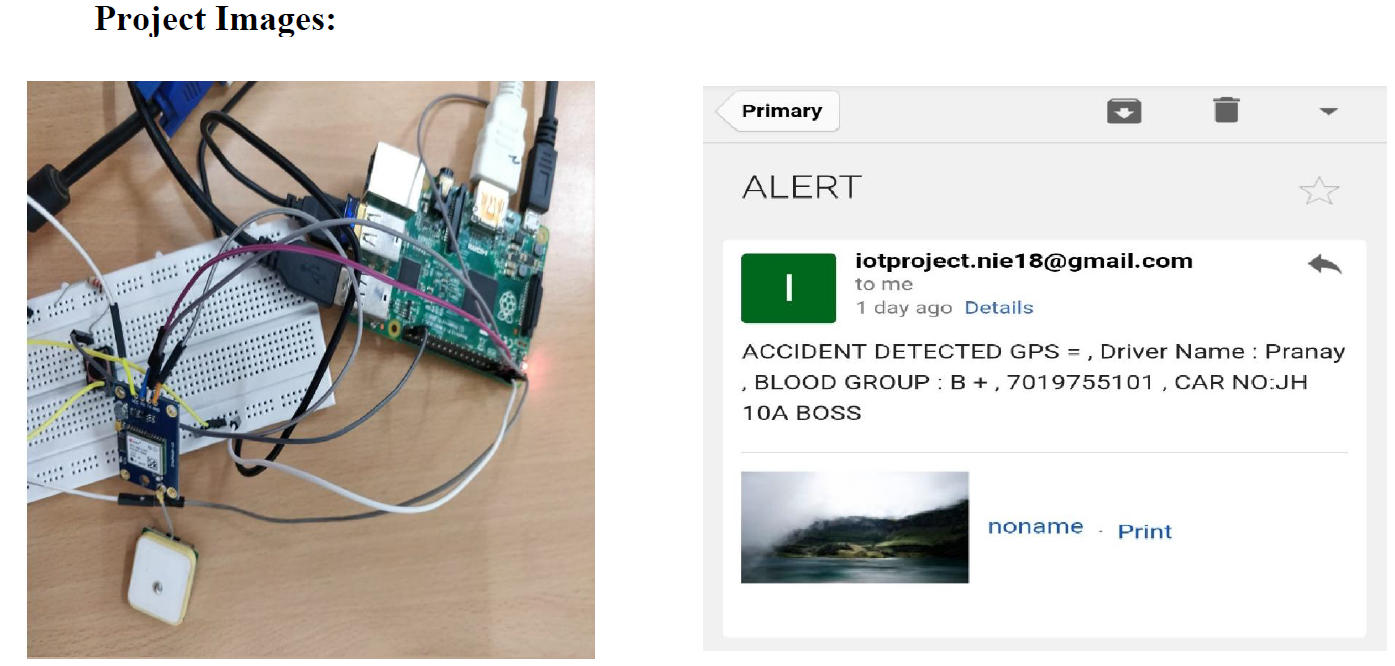 Project Images:
Primary
ALERT
I
iotproject.nie18@gmail.com
to me
1 day ago Details
ACCIDENT DETECTED GPS = , Driver Name : Pranay
, BLOOD GROUP : B + , 7019755101 , CAR NO:JH
10A BOSS
noname - Print